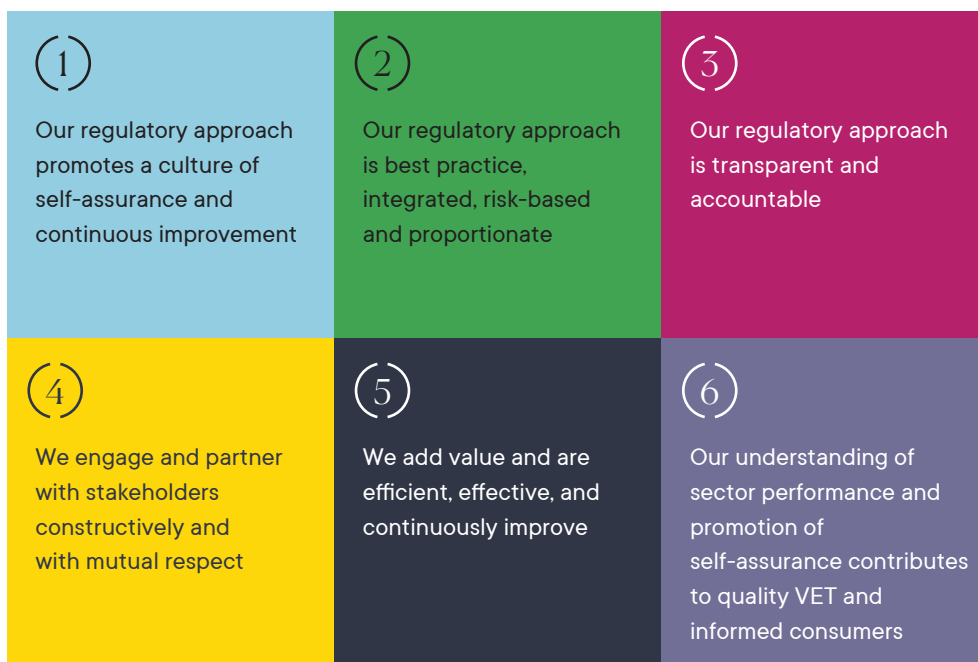 1
Our regulatory approach
promotes a culture of
self-assurance and
continuous improvement
2
Our regulatory approach
is best practice,
integrated, risk-based
and proportionate
3
Our regulatory approach
is transparent and
accountable
4
We engage and partner
with stakeholders
constructively and
with mutual respect
5
We add value and are
efficient, effective, and
continuously improve
6
Our understanding of
sector performance and
promotion of
self-assurance contributes
to quality VET and
informed consumers